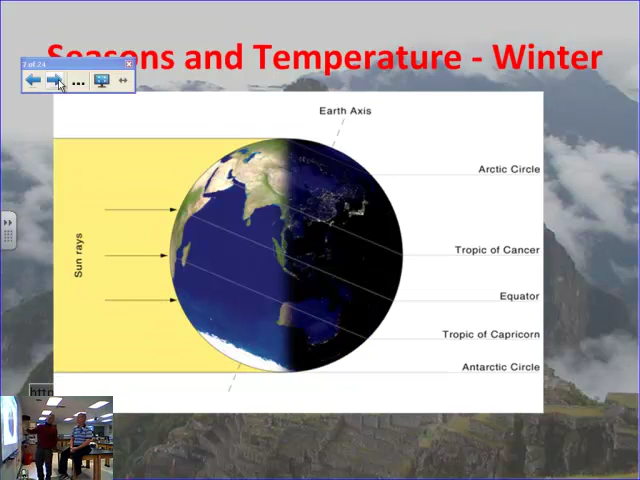 Seasons and Temperature - Winter
7 of 24
Earth Axis
Arctic Circle
Sun rays
Tropic of Cancer
Equator
Tropic of Capricorn
Antarctic Circle
http